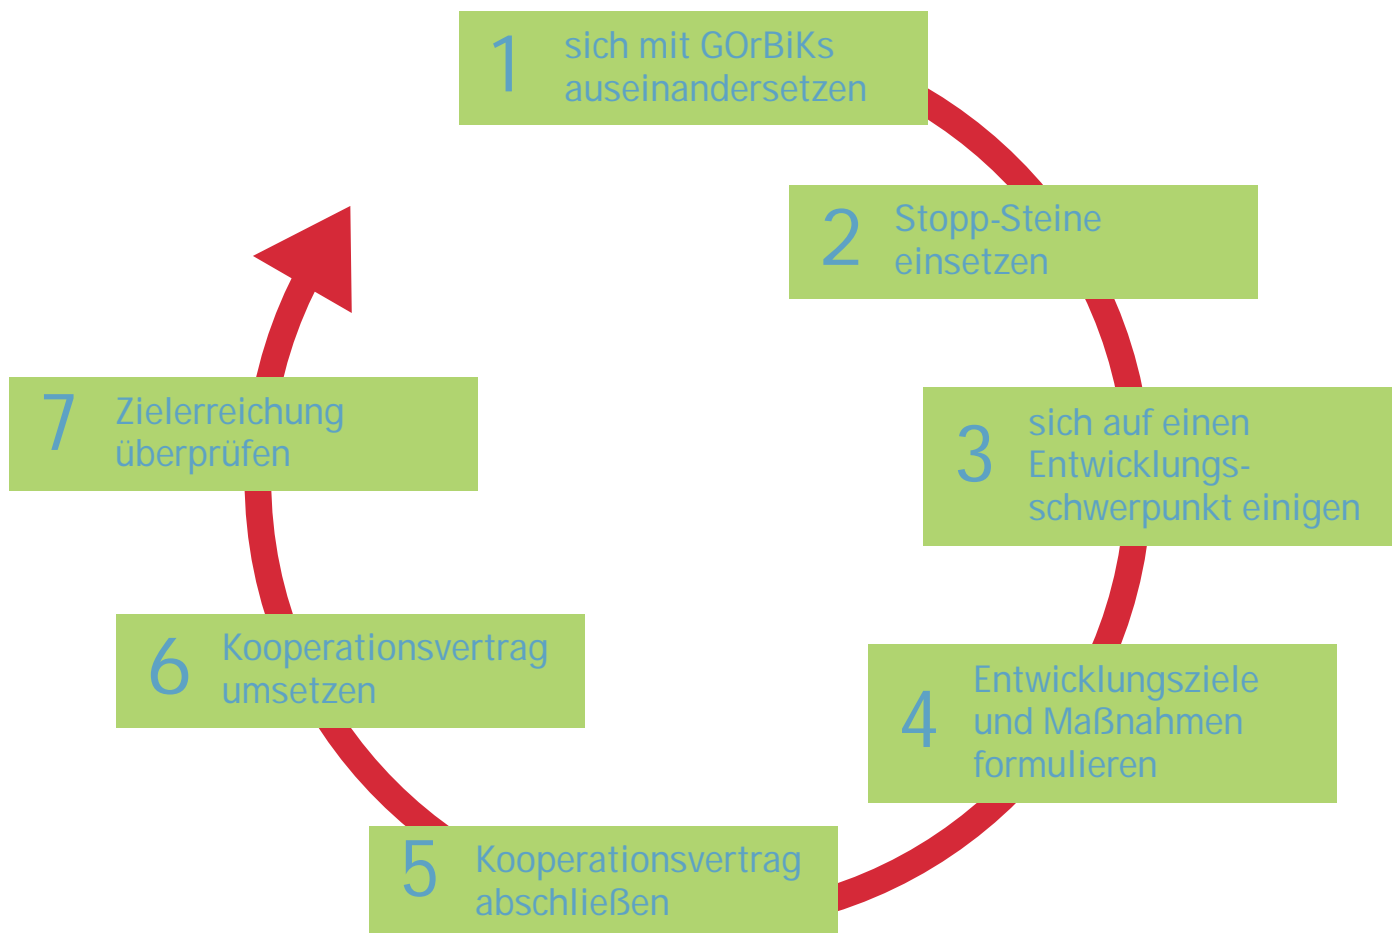 1
sich mit GOrBiKs
auseinandersetzen
2
Stopp-Steine
einsetzen
3
sich auf einen
Entwicklungs-
schwerpunkt einigen
4
Entwicklungsziele
und Maßnahmen
formulieren
5
Kooperationsvertrag
abschließen
6
Kooperationsvertrag
umsetzen
7
Zielerreichung
überprüfen